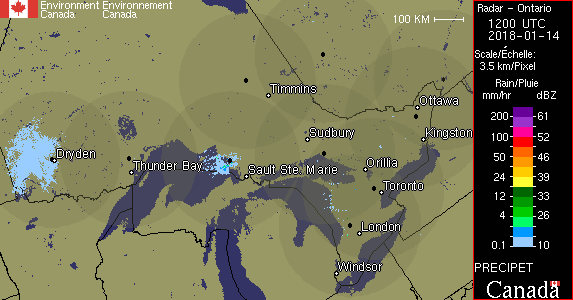 Environment Environnement
Canada Canada
100 KM
Timmins
Ottawa
Sudbury
Kingston
Dryden
Thunder Bay
Sault Ste. Marie
Orillia
Toronto
London
Windsor
Radar - Ontario
1200 UTC
2018-01-14
Scale/Échelle:
3.5 km/Pixel
Rain/Pluie
mm/hr dBZ
200 61
100 52
50 46
24 39
12 33
4 26
1 20
0.1 10
PRECIPET
Canada